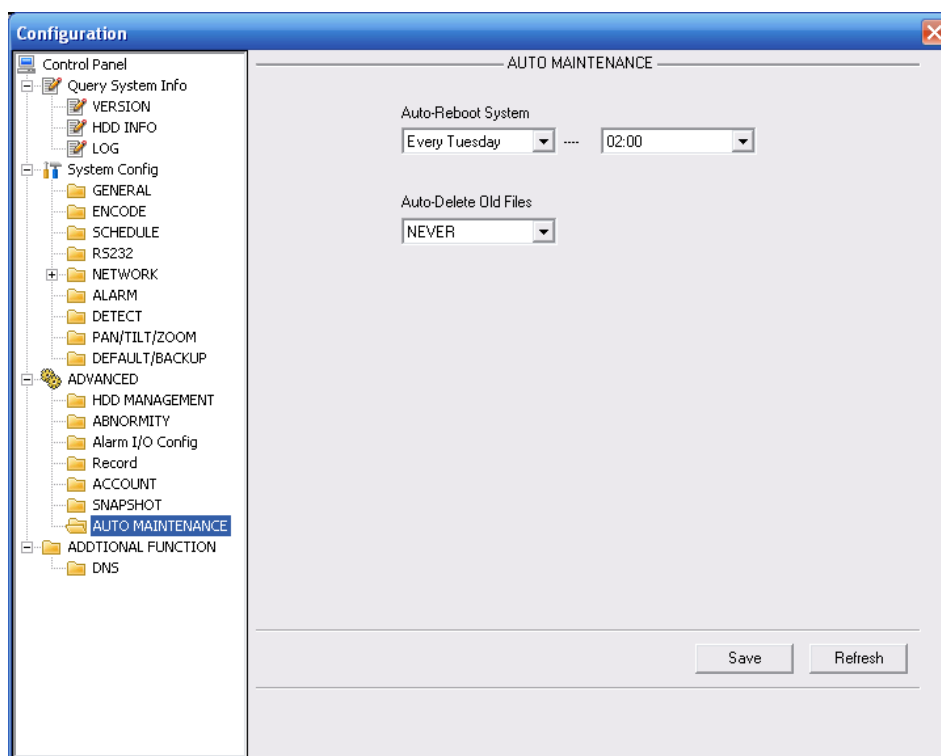 Configuration
Control Panel
Query System Info
VERSION
HDD INFO
LOG
System Config
GENERAL
ENCODE
SCHEDULE
RS232
NETWORK
ALARM
DETECT
PAN/TILT/ZOOM
DEFAULT/BACKUP
ADVANCED
HDD MANAGEMENT
ABNORMITY
Alarm I/O Config
Record
ACCOUNT
SNAPSHOT
AUTO MAINTENANCE
ADDTIONAL FUNCTION
DNS
AUTO MAINTENANCE
Auto-Reboot System
Every Tuesday ---- 02:00
Auto-Delete Old Files
NEVER
Save Refresh